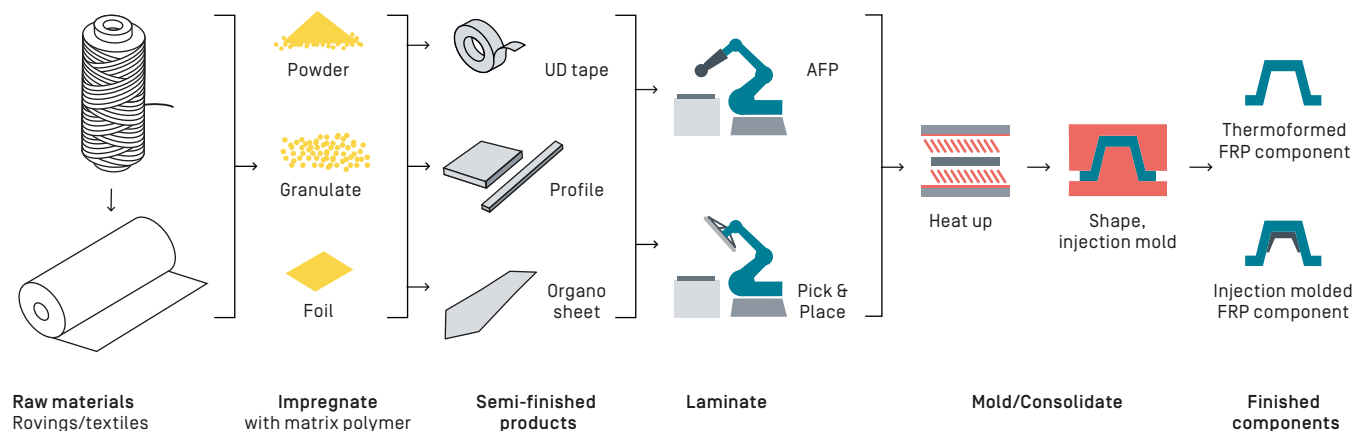 Powder
Granulate
Foil
UD tape
Profile
Organo
sheet
AFP
Pick &
Place
Heat up
Shape,
injection mold
Thermoformed
FRP component
Injection molded
FRP component
Raw materials
Rovings/textiles
Impregnate
with matrix polymer
Semi-finished
products
Laminate
Mold/Consolidate
Finished
components